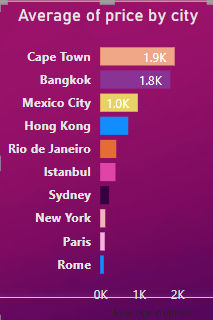 Average of price by city
Cape Town 1.9K
Bangkok 1.8K
Mexico City 1.0K
Hong Kong
Rio de Janeiro
Istanbul
Sydney
New York
Paris
Rome
0K 1K 2K